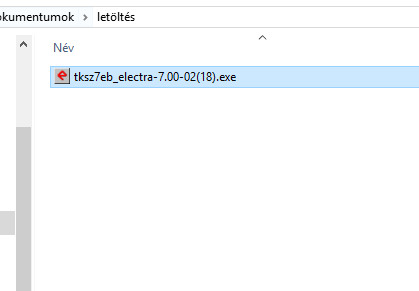 okumentumok > letöltés
Név
tksz7eb_electra-7.00-02(18).exe